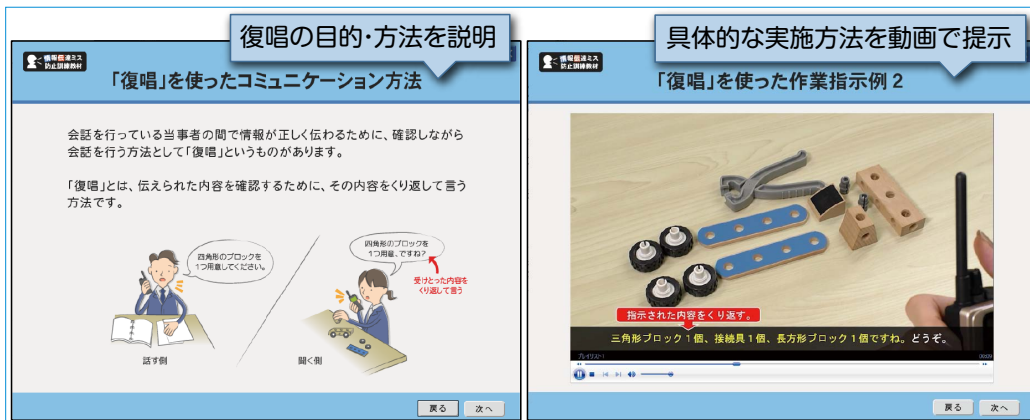 復唱の目的・方法を説明
情報伝達ミス
防止訓練教材
「復唱」を使ったコミュニケーション方法
会話を行っている当事者の間で情報が正しく伝わるために、確認しながら
会話を行う方法として「復唱」というものがあります。
「復唱」とは、伝えられた内容を確認するために、その内容をくり返して言う
方法です。
四角形のブロックを
1つ用意してください。
四角形のブロックを
1つ用意、ですね?
受けとった内容を
くり返して言う
話す側
聞く側
戻る
次へ
具体的な実施方法を動画で提示
情報伝達ミス
防止訓練教材
「復唱」を使った作業指示例 2
指示された内容をくり返す。
三角形ブロック1個、接続具1個、長方形ブロック1個ですね。どうぞ。
プレイリスト1
00:09
戻る
次へ